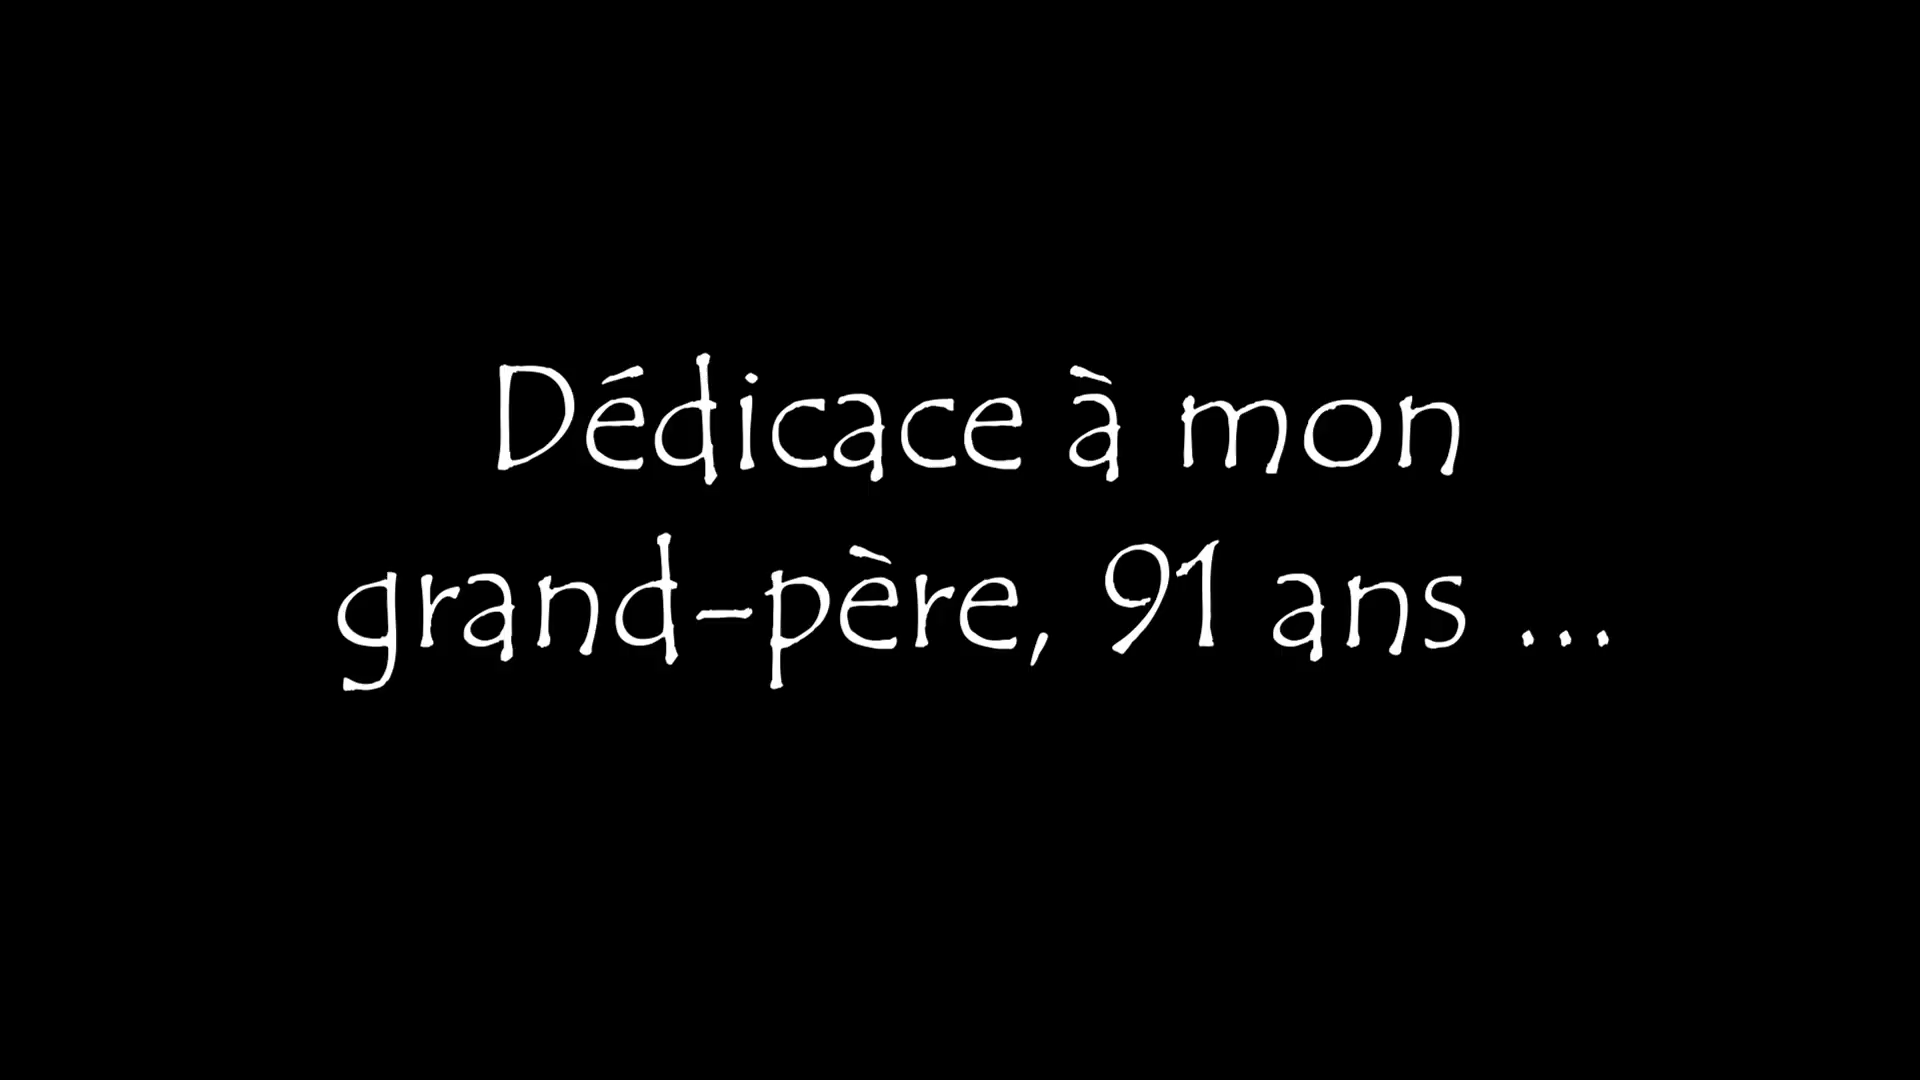 Dédicace à mon
grand-père, 91 ans ...